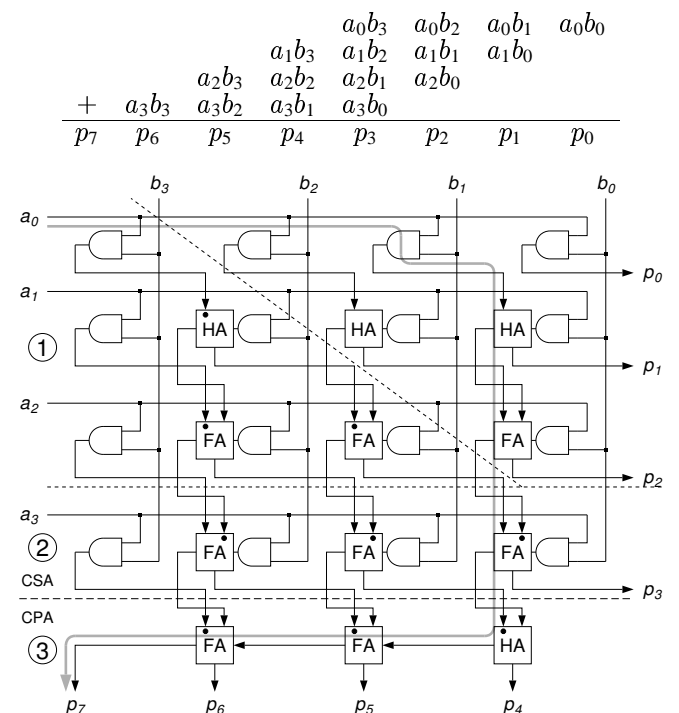 a₀b₃ a₀b₂ a₀b₁ a₀b₀
a₁b₃ a₁b₂ a₁b₁ a₁b₀
a₂b₃ a₂b₂ a₂b₁ a₂b₀
+ a₃b₃ a₃b₂ a₃b₁ a₃b₀
p₇ p₆ p₅ p₄ p₃ p₂ p₁ p₀
b₃ b₂ b₁ b₀
a₀
p₀
a₁
HA HA HA
①
p₁
a₂
FA FA FA
p₂
a₃
② FA FA FA
CSA
p₃
CPA
③ FA FA HA
p₇ p₆ p₅ p₄